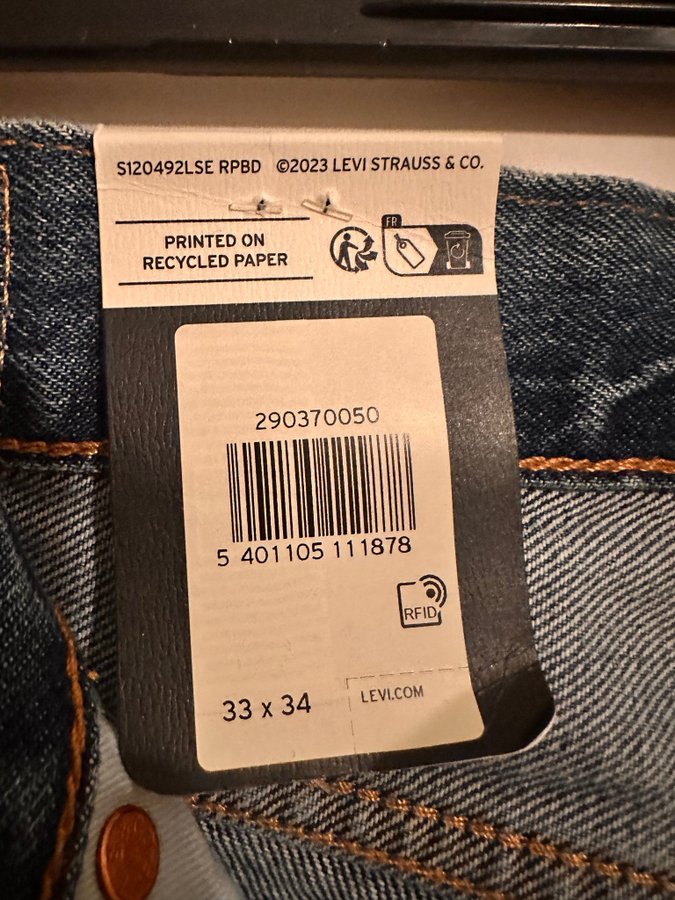 S120492LSE RPBD ©2023 LEVI STRAUSS & CO.
PRINTED ON
RECYCLED PAPER
FR
290370050
5 401105 111878
RFID
33 x 34
LEVI.COM